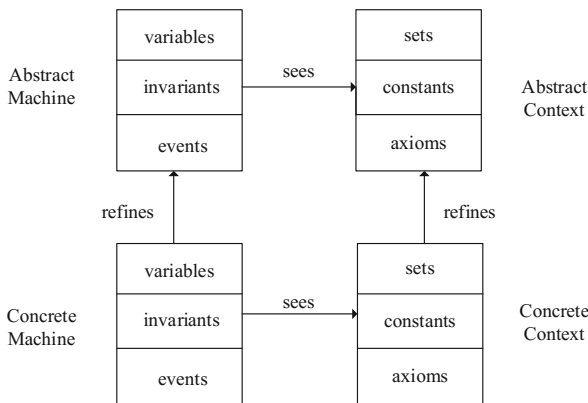 variables
sets
Abstract
Machine
invariants
sees
constants
Abstract
Context
events
axioms
refines
refines
variables
sets
Concrete
Machine
invariants
sees
constants
Concrete
Context
events
axioms